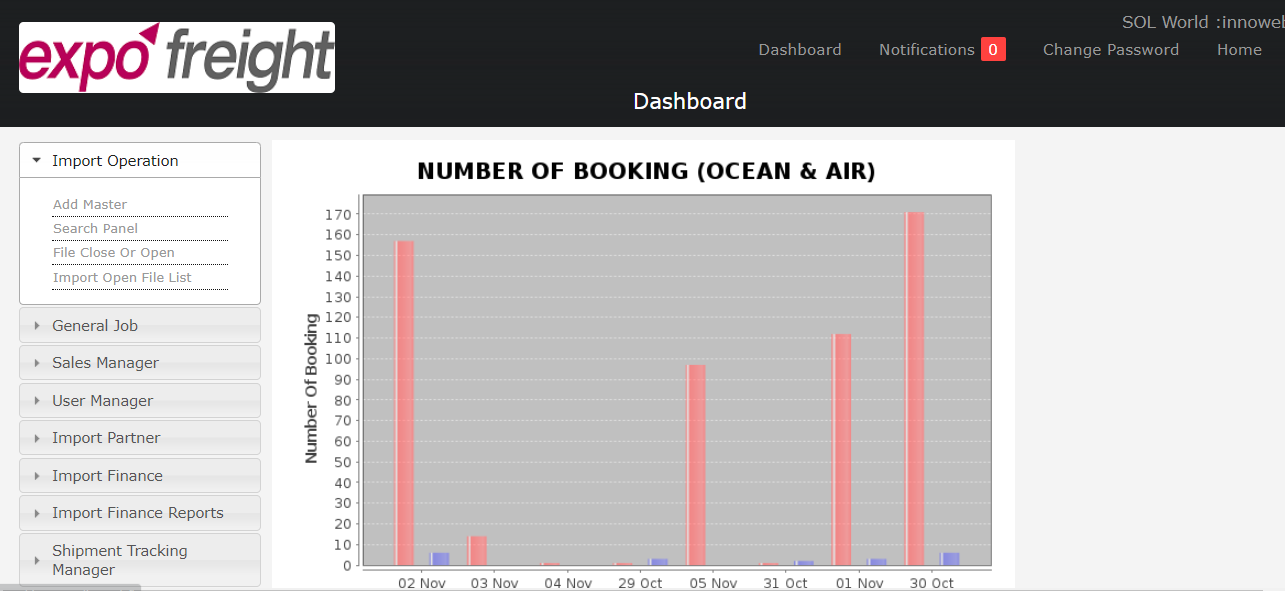 expo freight
SOL World :innoweb
Dashboard
Notifications 0
Change Password
Home
Dashboard
Import Operation
Add Master
Search Panel
File Close Or Open
Import Open File List
General Job
Sales Manager
User Manager
Import Partner
Import Finance
Import Finance Reports
Shipment Tracking
Manager
NUMBER OF BOOKING (OCEAN & AIR)
Number Of Booking
170
160
150
140
130
120
110
100
90
80
70
60
50
40
30
20
10
0
02 Nov
03 Nov
04 Nov
29 Oct
05 Nov
31 Oct
01 Nov
30 Oct